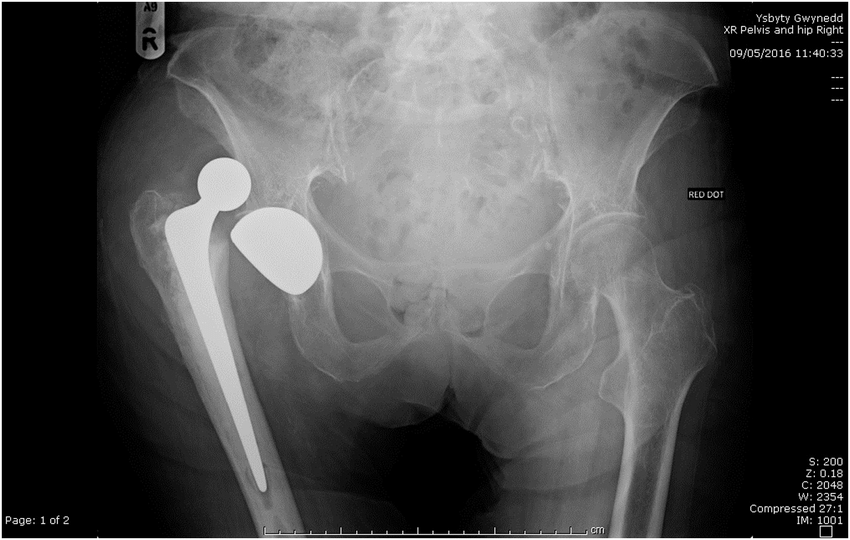 A9
R
Ysbyty Gwynedd
XR Pelvis and hip Right
---
09/05/2016 11:40:33
---
---
---
RED DOT
S: 200
Z: 0.18
C: 2048
W: 2354
Compressed 27:1
IM: 1001
Page: 1 of 2
cm